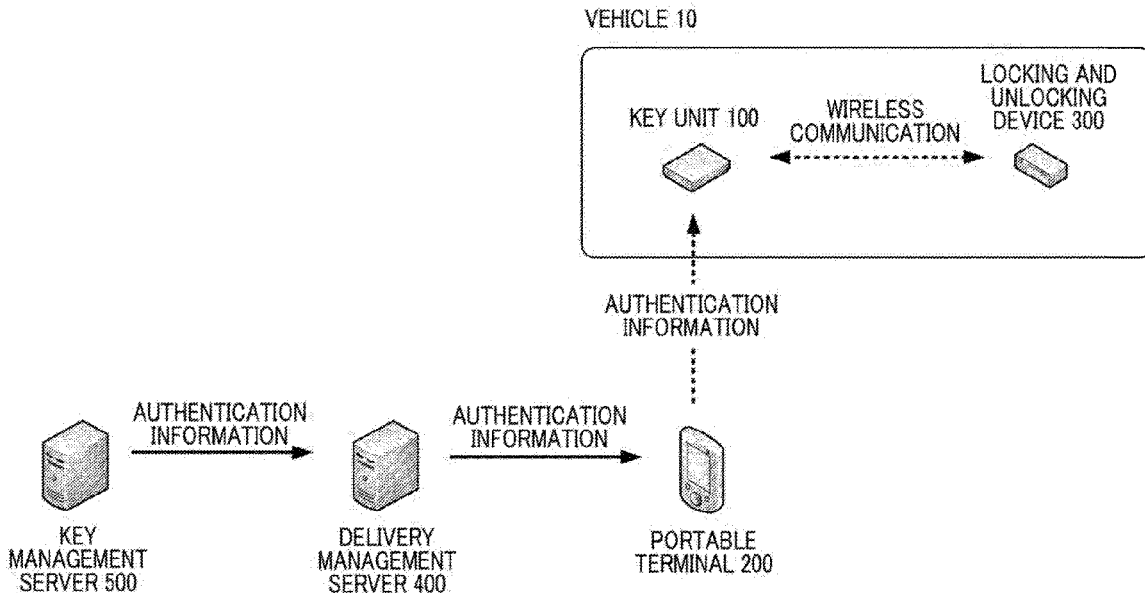 VEHICLE 10
KEY UNIT 100
WIRELESS
COMMUNICATION
LOCKING AND
UNLOCKING
DEVICE 300
AUTHENTICATION
INFORMATION
AUTHENTICATION
INFORMATION
AUTHENTICATION
INFORMATION
KEY
MANAGEMENT
SERVER 500
DELIVERY
MANAGEMENT
SERVER 400
PORTABLE
TERMINAL 200